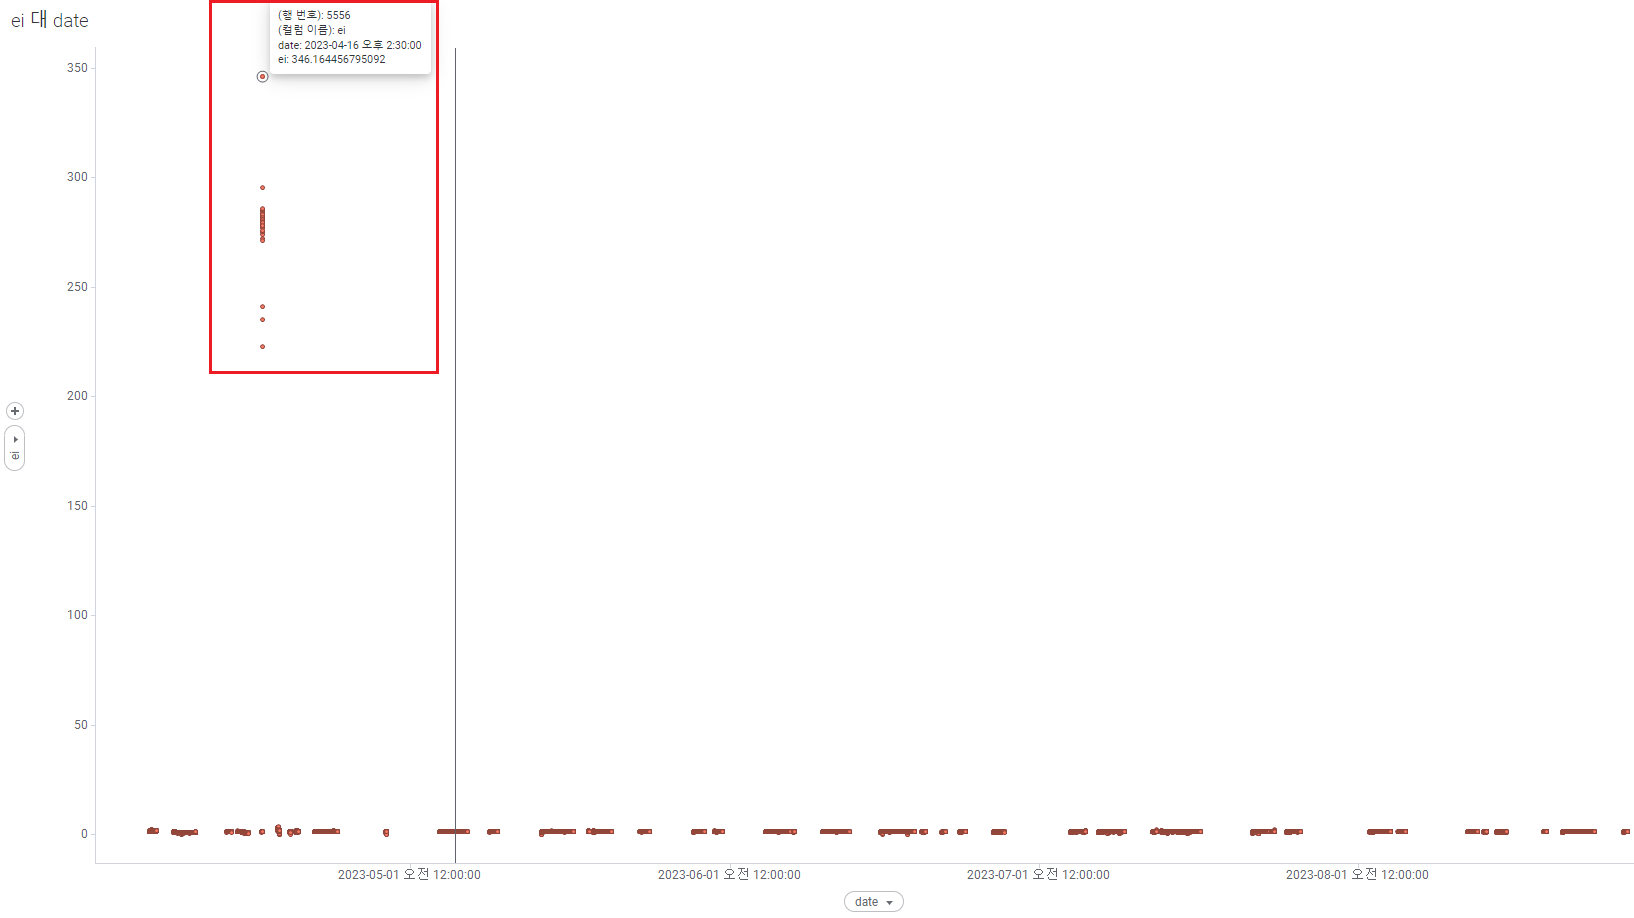 ei 대 date
(행 번호): 5556
(컬럼 이름): ei
date: 2023-04-16 오후 2:30:00
ei: 346.164456795092
350
300
250
200
150
100
50
0
ei
2023-05-01 오전 12:00:00
2023-06-01 오전 12:00:00
2023-07-01 오전 12:00:00
2023-08-01 오전 12:00:00
date